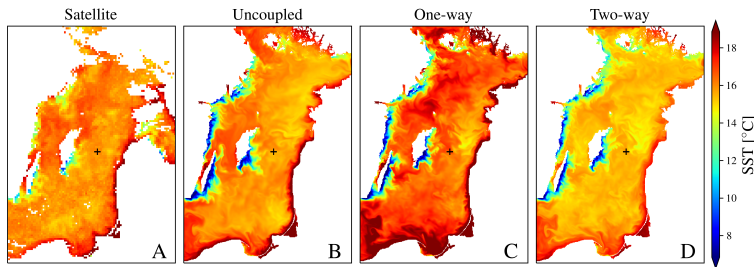 Satellite
Uncoupled
One-way
Two-way
A
B
C
D
18
16
14
12
10
8
SST [°C]